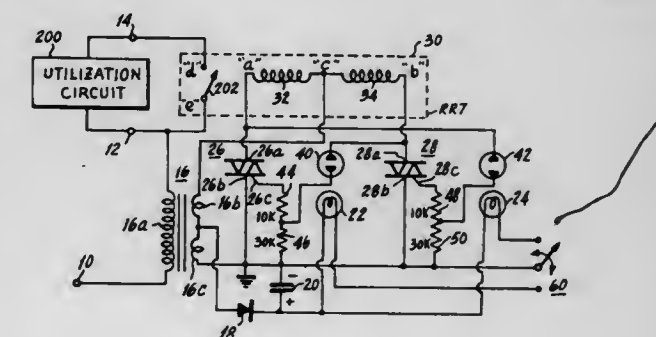 200
14
30
UTILIZATION
CIRCUIT
"d"
"e"
202
"a"
"c"
"b"
32
34
RR7
12
26
26a
40
28a
28
42
16
26b
26c
44
28b
28c
48
16a
16b
10K
22
10K
24
30K
46
30K
50
16c
10
20
−
+
18
60